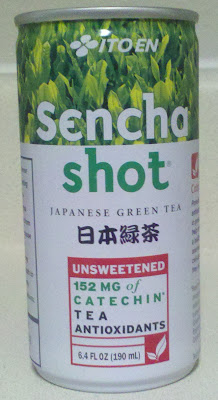 ITO EN
Sencha
shot®
JAPANESE GREEN TEA
日本緑茶
UNSWEETENED
152 MG of
CATECHIN*
TEA
ANTIOXIDANTS
6.4 FL OZ (190 mL)